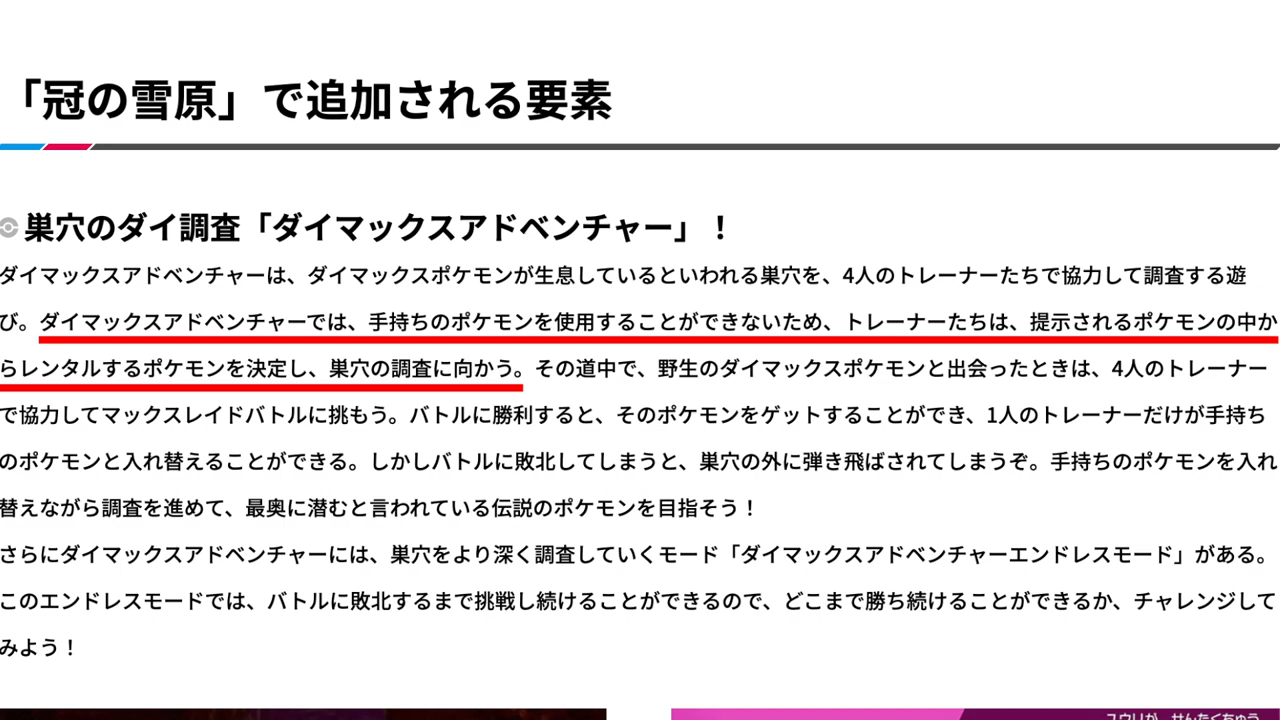 「冠の雪原」で追加される要素
巣穴のダイ調査「ダイマックスアドベンチャー」！
ダイマックスアドベンチャーは、ダイマックスポケモンが生息しているといわれる巣穴を、4人のトレーナーたちで協力して調査する遊
び。ダイマックスアドベンチャーでは、手持ちのポケモンを使用することができないため、トレーナーたちは、提示されるポケモンの中か
らレンタルするポケモンを決定し、巣穴の調査に向かう。その道中で、野生のダイマックスポケモンと出会ったときは、4人のトレーナー
で協力してマックスレイドバトルに挑もう。バトルに勝利すると、そのポケモンをゲットすることができ、1人のトレーナーだけが手持ち
のポケモンと入れ替えることができる。しかしバトルに敗北してしまうと、巣穴の外に弾き飛ばされてしまうぞ。手持ちのポケモンを入れ
替えながら調査を進めて、最奥に潜むと言われている伝説のポケモンを目指そう！
さらにダイマックスアドベンチャーには、巣穴をより深く調査していくモード「ダイマックスアドベンチャーエンドレスモード」がある。
このエンドレスモードでは、バトルに敗北するまで挑戦し続けることができるので、どこまで勝ち続けることができるか、チャレンジして
みよう！
ユウリが せんたくちゅう